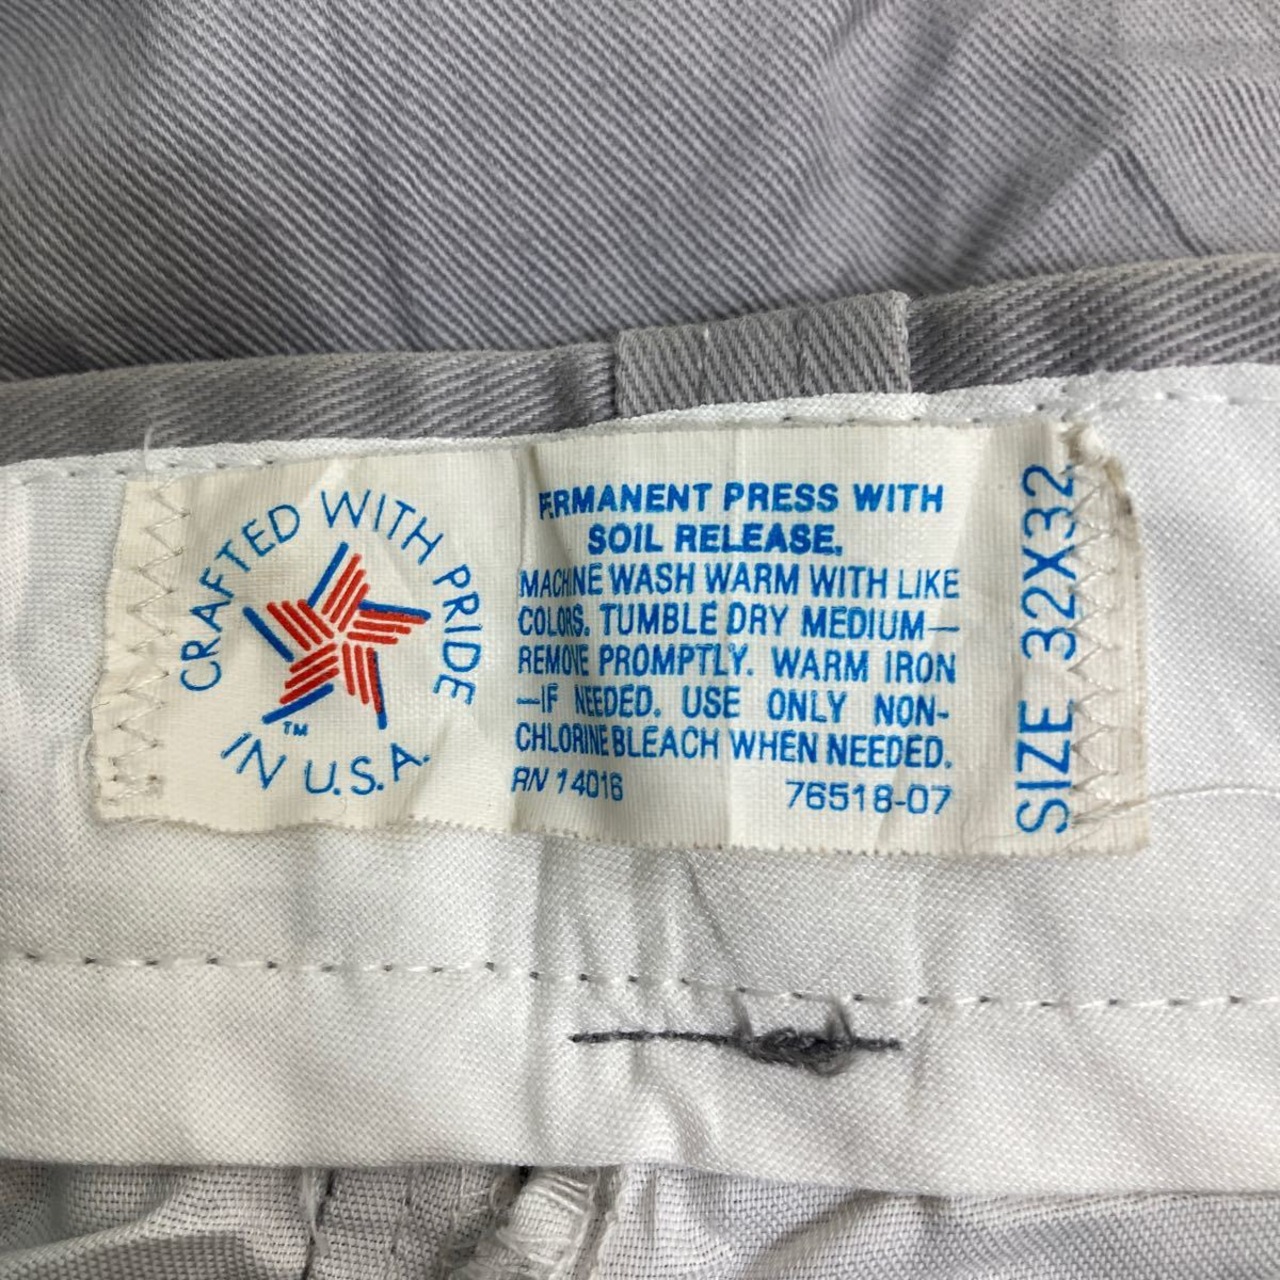 CRAFTED WITH PRIDE
IN U.S.A.
TM
PERMANENT PRESS WITH
SOIL RELEASE.
MACHINE WASH WARM WITH LIKE
COLORS. TUMBLE DRY MEDIUM—
REMOVE PROMPTLY. WARM IRON
—IF NEEDED. USE ONLY NON-
CHLORINE BLEACH WHEN NEEDED.
RN 14016 76518-07
SIZE 32X32